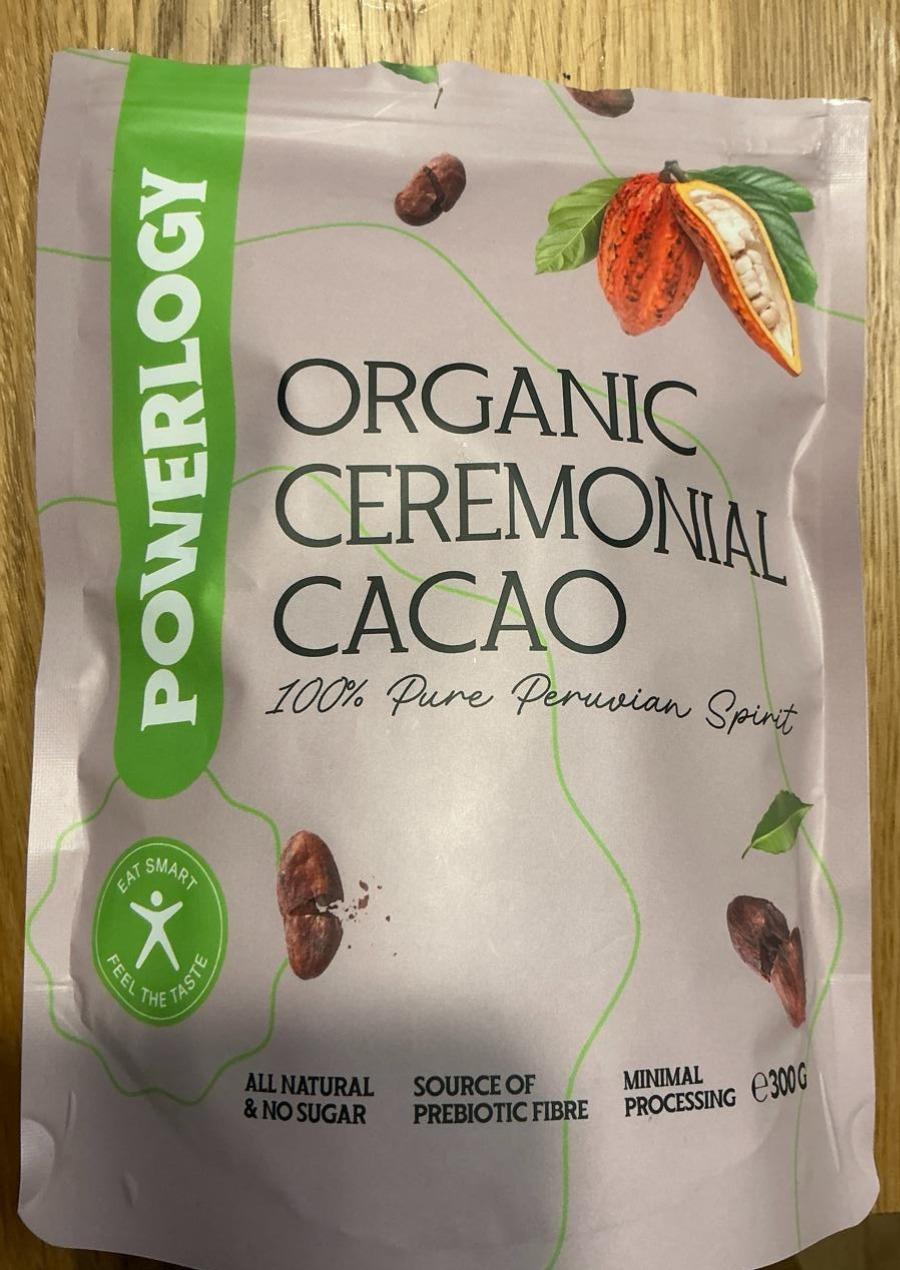 POWERLOGY
ORGANIC
CEREMONIAL
CACAO
100% Pure Peruvian Spirit
EAT SMART
FEEL THE TASTE
ALL NATURAL
& NO SUGAR
SOURCE OF
PREBIOTIC FIBRE
MINIMAL
PROCESSING
℮300 G